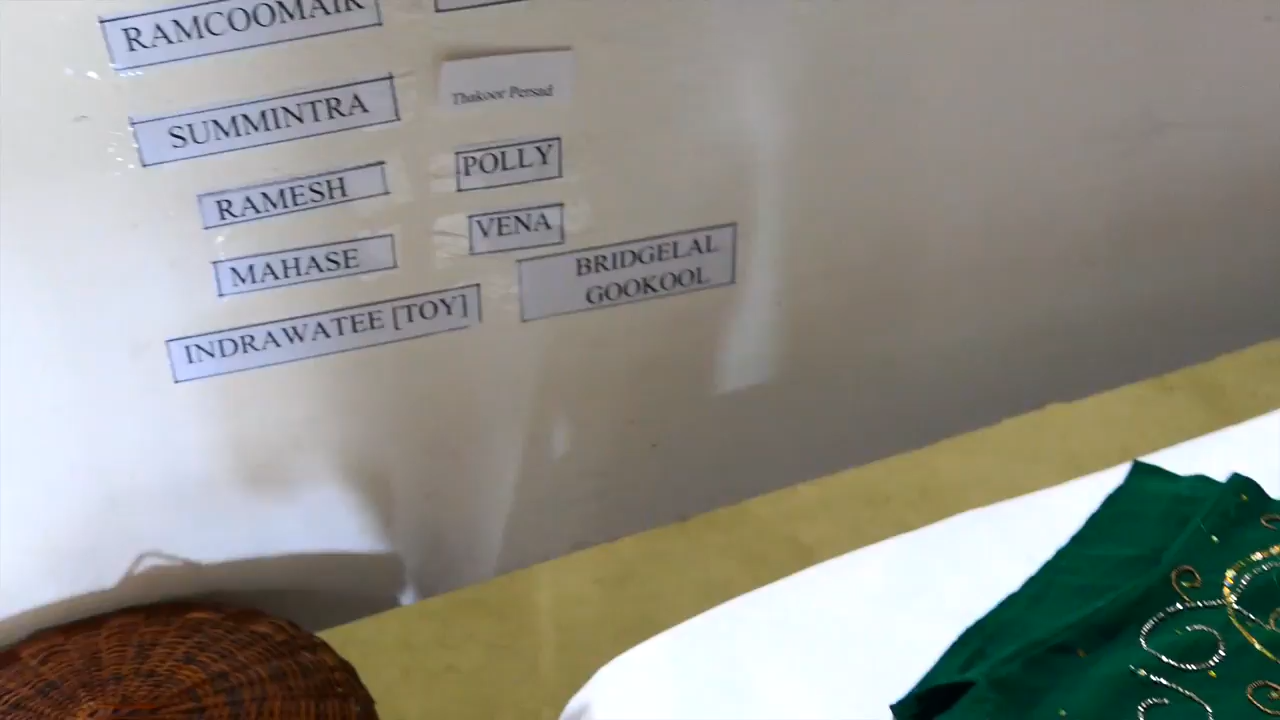 RAMCOOMAIR
SUMMINTRA
Thakoor Persad
RAMESH
POLLY
MAHASE
VENA
INDRAWATEE [TOY]
BRIDGELAL
GOOKOOL